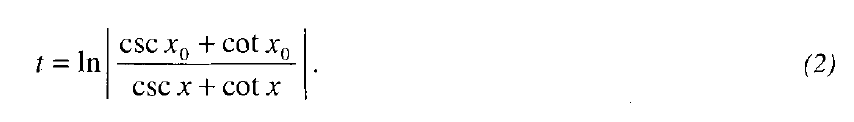 t = ln | (csc x₀ + cot x₀) / (csc x + cot x) | . (2)